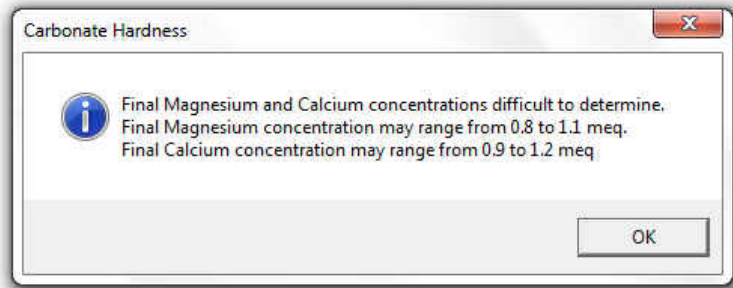 Carbonate Hardness
Final Magnesium and Calcium concentrations difficult to determine.
Final Magnesium concentration may range from 0.8 to 1.1 meq.
Final Calcium concentration may range from 0.9 to 1.2 meq
OK